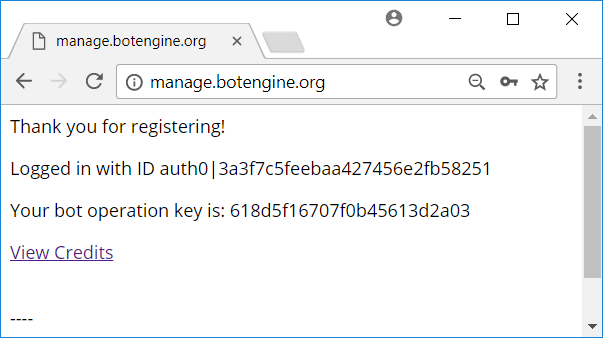 manage.botengine.org
manage.botengine.org
Thank you for registering!
Logged in with ID auth0|3a3f7c5feebaa427456e2fb58251
Your bot operation key is: 618d5f16707f0b45613d2a03
View Credits
----